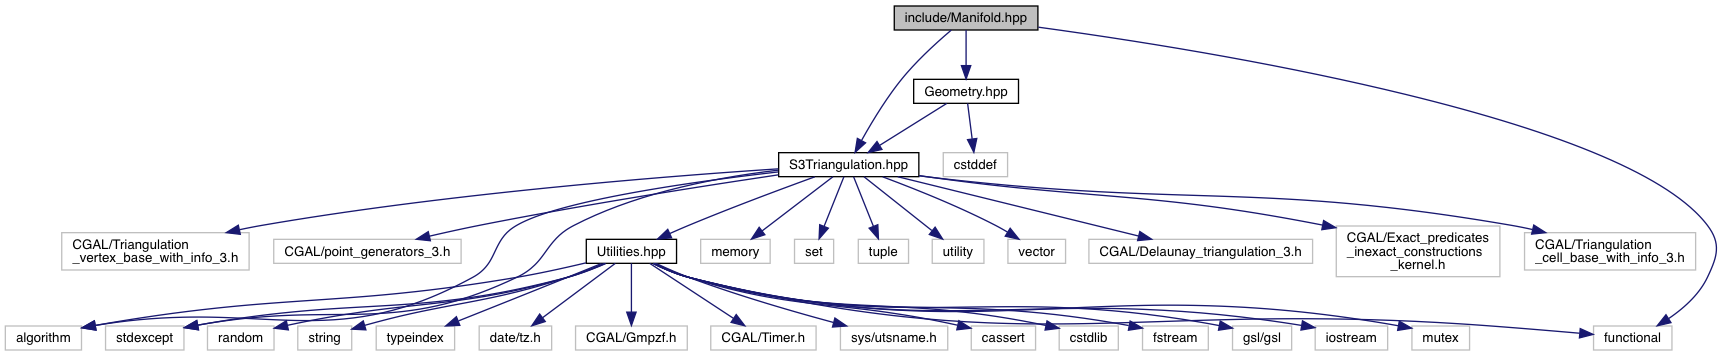 include/Manifold.hpp
Geometry.hpp
S3Triangulation.hpp
cstddef
CGAL/Triangulation
_vertex_base_with_info_3.h
CGAL/point_generators_3.h
Utilities.hpp
memory
set
tuple
utility
vector
CGAL/Delaunay_triangulation_3.h
CGAL/Exact_predicates
_inexact_constructions
_kernel.h
CGAL/Triangulation
_cell_base_with_info_3.h
algorithm
stdexcept
random
string
typeindex
date/tz.h
CGAL/Gmpzf.h
CGAL/Timer.h
sys/utsname.h
cassert
cstdlib
fstream
gsl/gsl
iostream
mutex
functional